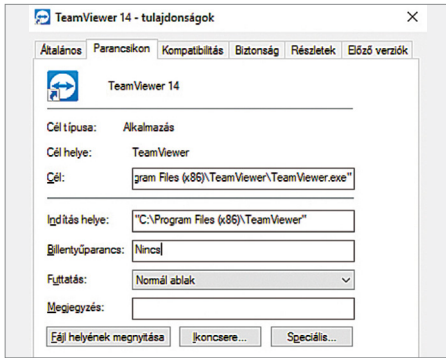 TeamViewer 14 - tulajdonságok
Általános Parancsikon Kompatibilitás Biztonság Részletek Előző verziók
TeamViewer 14
Cél típusa: Alkalmazás
Cél helye: TeamViewer
Cél: gram Files (x86)\TeamViewer\TeamViewer.exe"
Indítás helye: "C:\Program Files (x86)\TeamViewer"
Billentyűparancs: Nincs
Futtatás: Normál ablak
Megjegyzés:
Fájl helyének megnyitása Ikoncsere... Speciális...